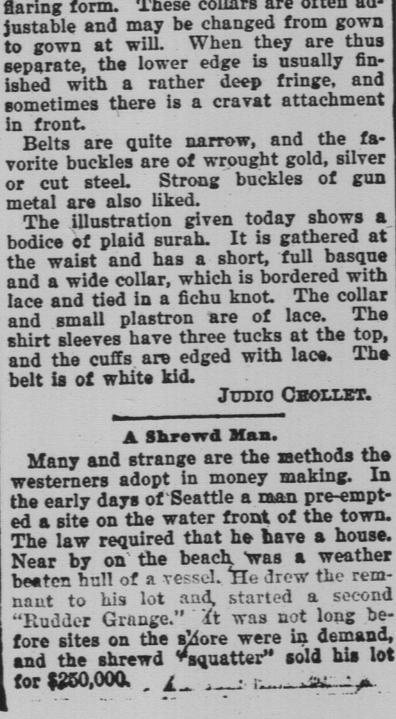 flaring form. These collars are often ad-
justable and may be changed from gown
to gown at will. When they are thus
separate, the lower edge is usually fin-
ished with a rather deep fringe, and
sometimes there is a cravat attachment
in front.
Belts are quite narrow, and the fa-
vorite buckles are of wrought gold, silver
or cut steel. Strong buckles of gun
metal are also liked.
The illustration given today shows a
bodice of plaid surah. It is gathered at
the waist and has a short, full basque
and a wide collar, which is bordered with
lace and tied in a fichu knot. The collar
and small plastron are of lace. The
shirt sleeves have three tucks at the top,
and the cuffs are edged with lace. The
belt is of white kid.
JUDIC CHOLLET.
A Shrewd Man.
Many and strange are the methods the
westerners adopt in money making. In
the early days of Seattle a man pre-empt-
ed a site on the water front of the town.
The law required that he have a house.
Near by on the beach was a weather
beaten hull of a vessel. He drew the rem-
nant to his lot and started a second
"Rudder Grange." It was not long be-
fore sites on the shore were in demand,
and the shrewd "squatter" sold his lot
for $250,000.